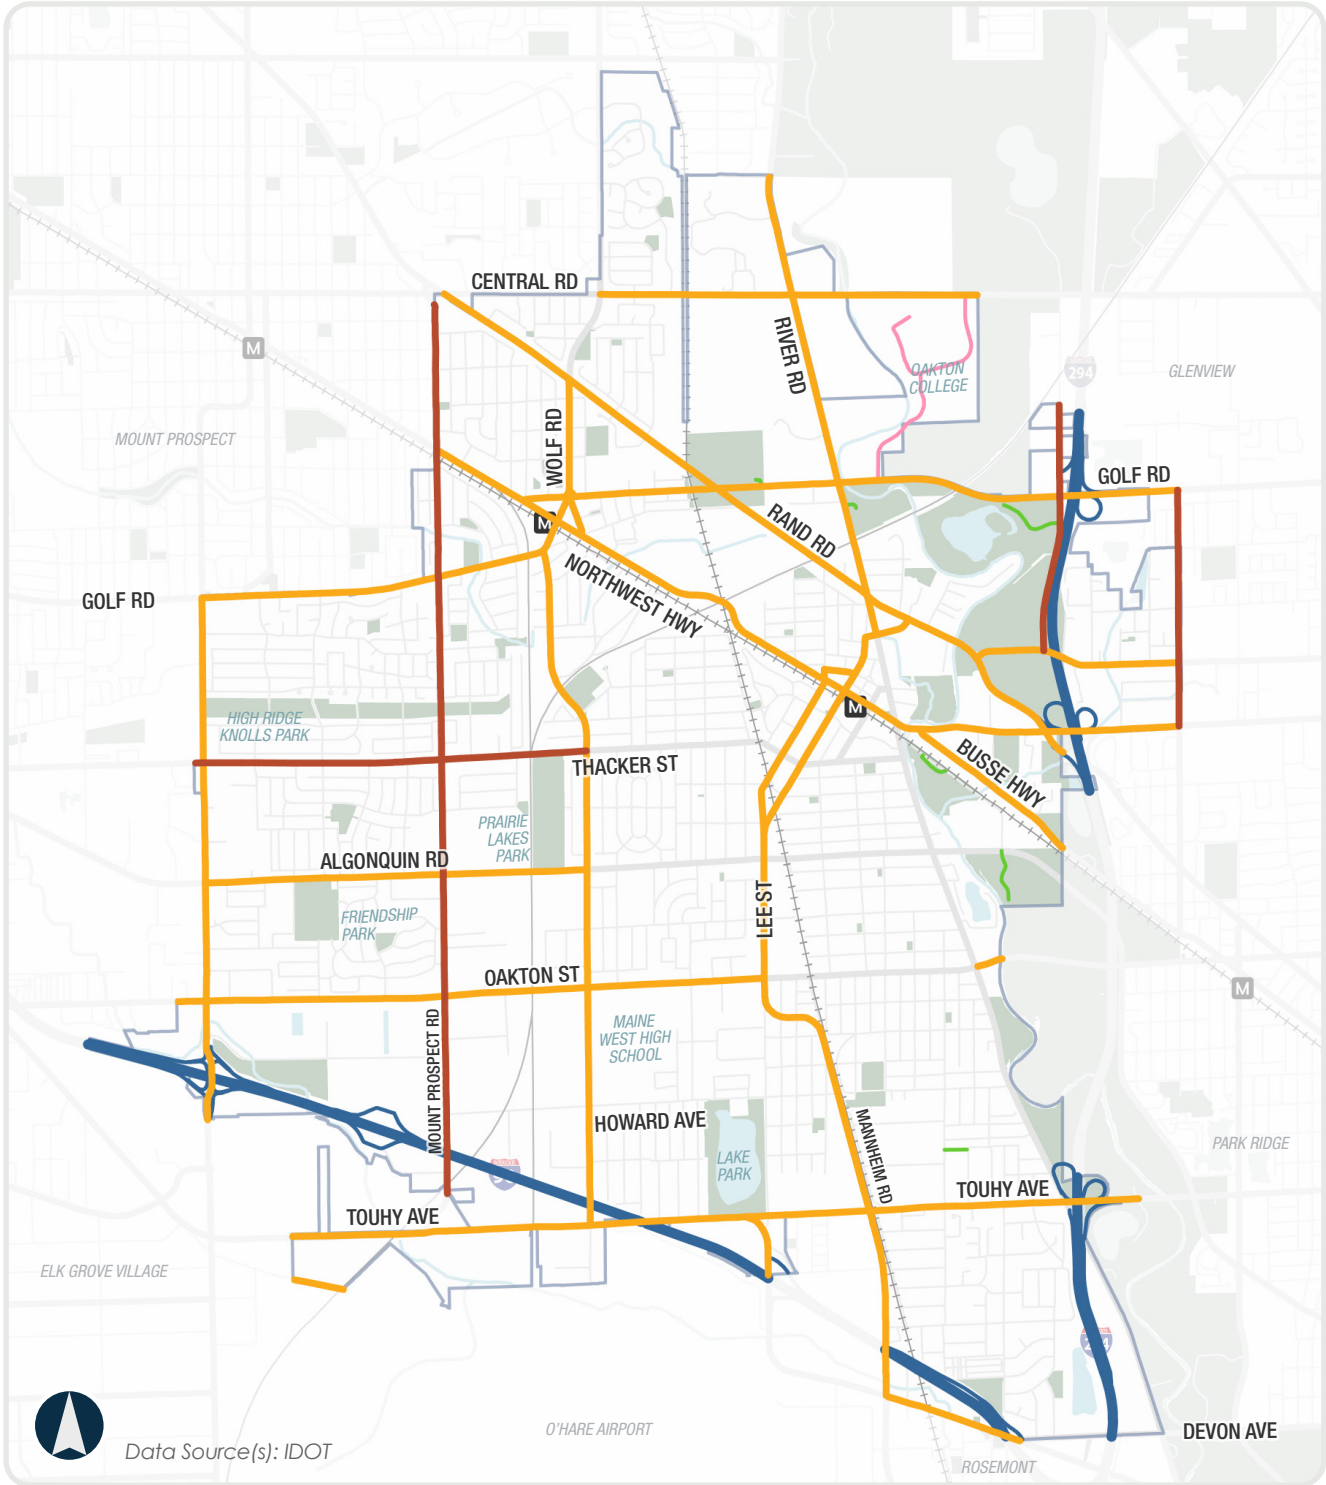 CENTRAL RD
M
RIVER RD
294
OAKTON
COLLEGE
GLENVIEW
MOUNT PROSPECT
WOLF RD
GOLF RD
M
RAND RD
NORTHWEST HWY
GOLF RD
HIGH RIDGE
KNOLLS PARK
M
BUSSE HWY
THACKER ST
PRAIRIE
LAKES
PARK
ALGONQUIN RD
LEE ST
FRIENDSHIP
PARK
OAKTON ST
M
MOUNT PROSPECT RD
MAINE
WEST HIGH
SCHOOL
HOWARD AVE
MANNHEIM RD
PARK RIDGE
LAKE
PARK
TOUHY AVE
TOUHY AVE
ELK GROVE VILLAGE
O'HARE AIRPORT
DEVON AVE
Data Source(s): IDOT
ROSEMONT